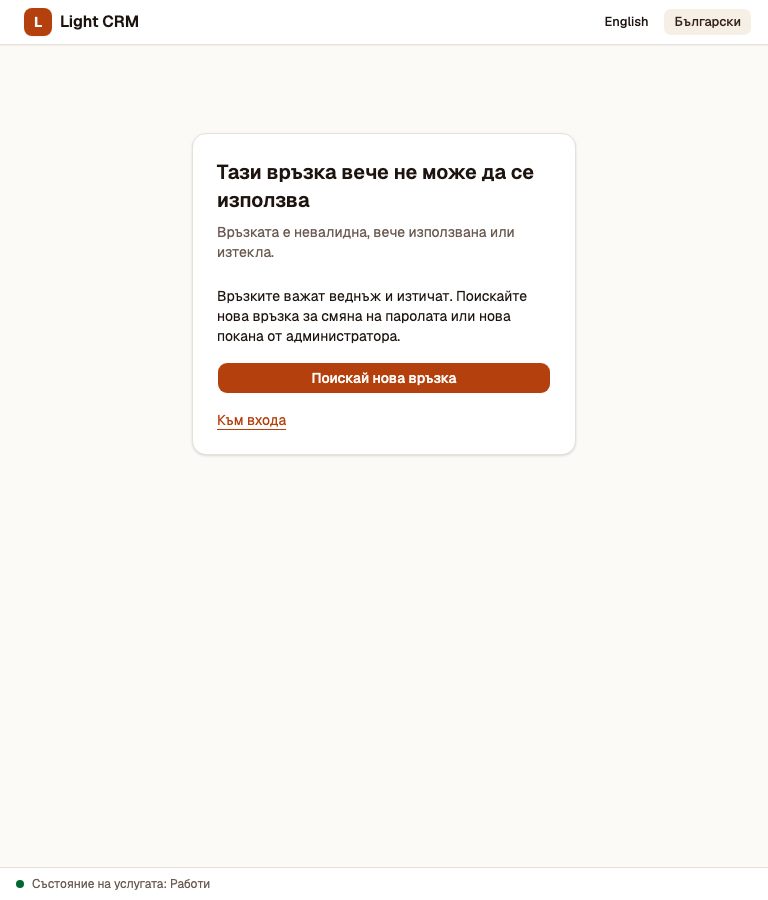 L Light CRM
English Български
Тази връзка вече не може да се
използва
Връзката е невалидна, вече използвана или
изтекла.
Връзките важат веднъж и изтичат. Поискайте
нова връзка за смяна на паролата или нова
покана от администратора.
Поискай нова връзка
Към входа
Състояние на услугата: Работи